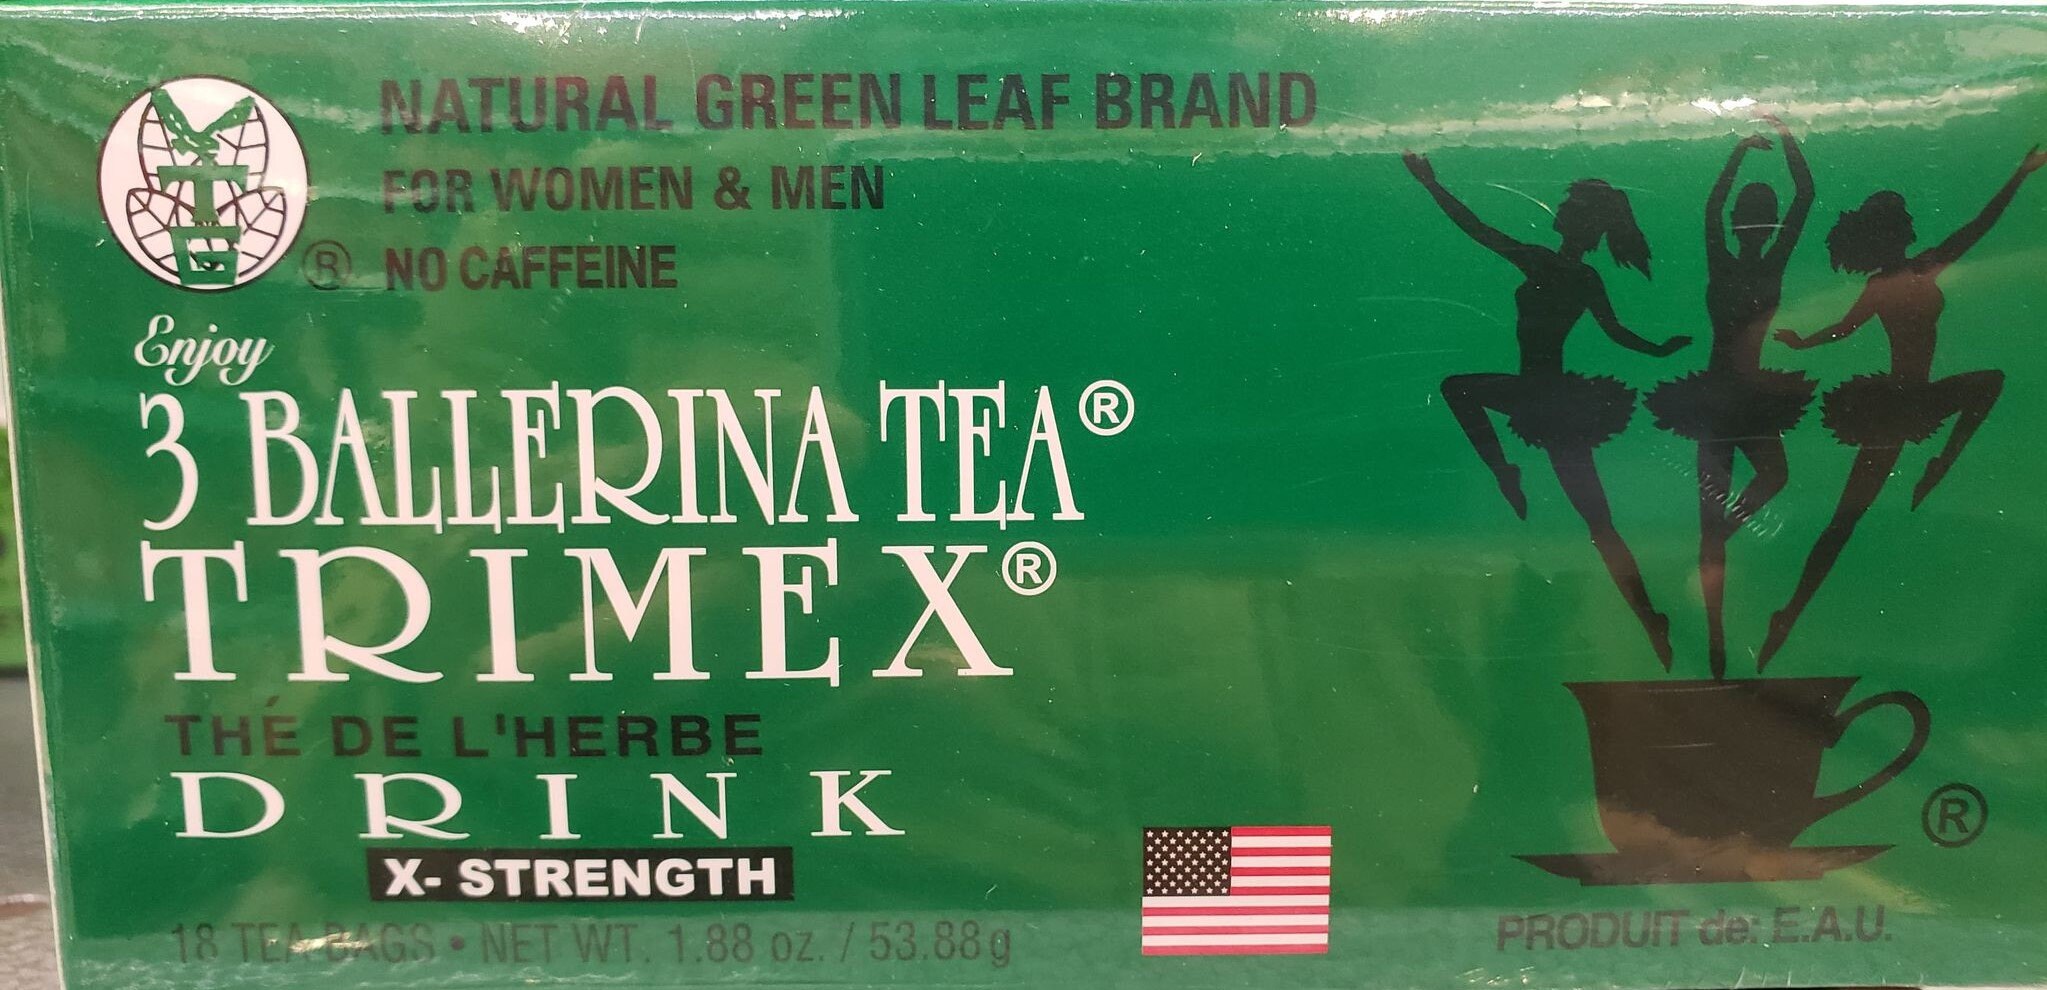 NATURAL GREEN LEAF BRAND
FOR WOMEN & MEN
® NO CAFFEINE
Enjoy
3 BALLERINA TEA®
TRIMEX®
THÉ DE L'HERBE
DRINK
X- STRENGTH
18 TEA BAGS • NET WT. 1.88 oz. / 53.88g
®
PRODUIT de: E.A.U.